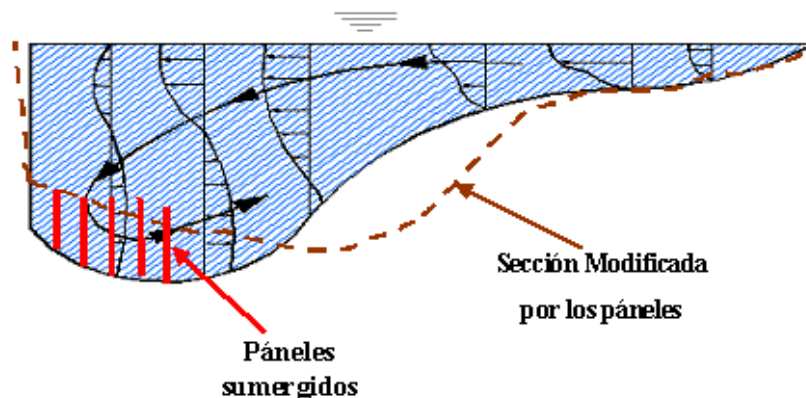 Sección Modificada
por los páneles
Páneles
sumergidos